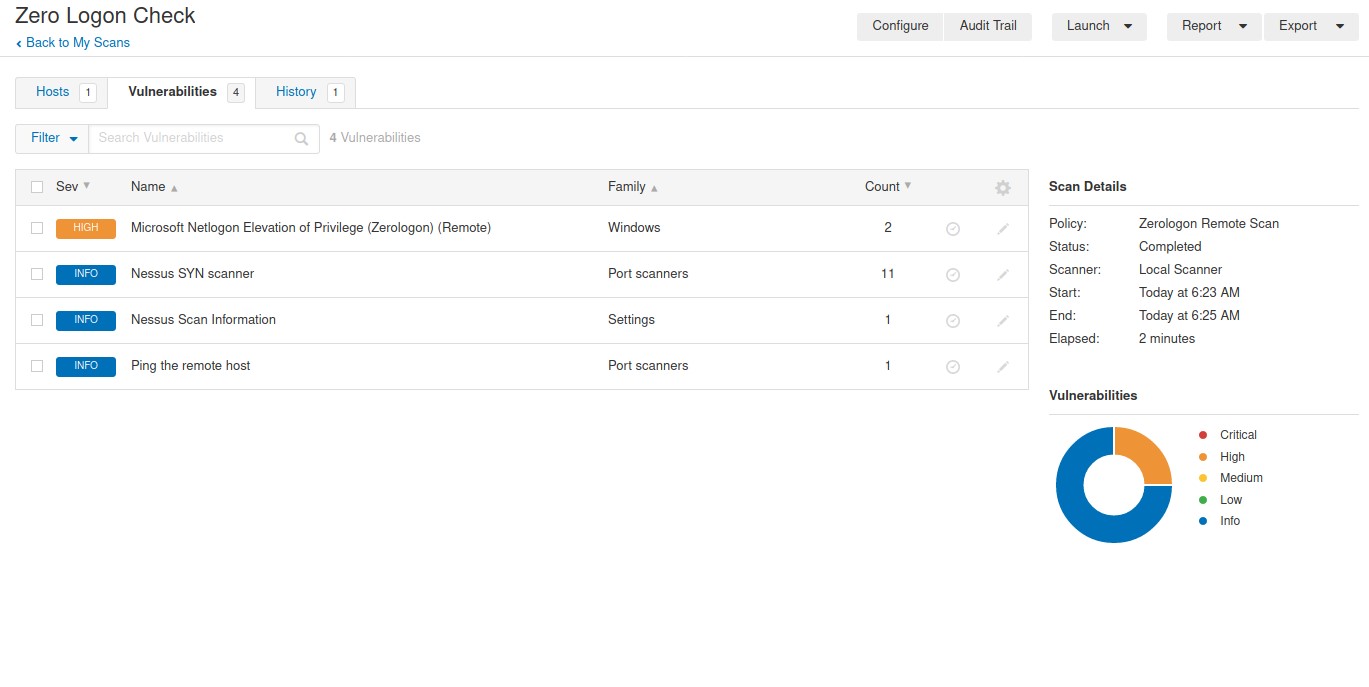 Zero Logon Check
Back to My Scans
Configure Audit Trail Launch Report Export
Hosts 1 Vulnerabilities 4 History 1
Filter Search Vulnerabilities 4 Vulnerabilities
Sev Name Family Count
HIGH Microsoft Netlogon Elevation of Privilege (Zerologon) (Remote) Windows 2
INFO Nessus SYN scanner Port scanners 11
INFO Nessus Scan Information Settings 1
INFO Ping the remote host Port scanners 1
Scan Details
Policy: Zerologon Remote Scan
Status: Completed
Scanner: Local Scanner
Start: Today at 6:23 AM
End: Today at 6:25 AM
Elapsed: 2 minutes
Vulnerabilities
Critical
High
Medium
Low
Info